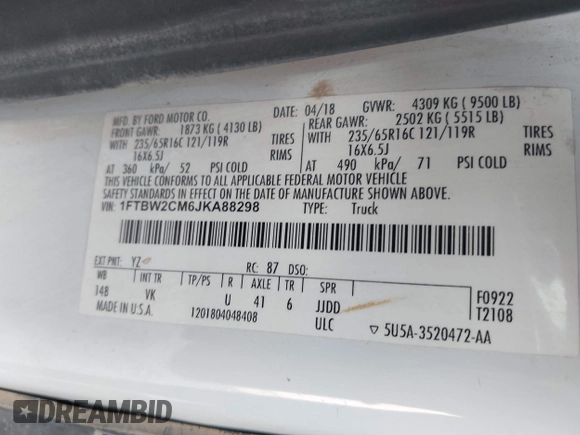 MFD. BY FORD MOTOR CO.
DATE: 04/18 GVWR: 4309 KG ( 9500 LB)
FRONT GAWR: 1873 KG ( 4130 LB)
REAR GAWR: 2502 KG ( 5515 LB)
WITH 235/65R16C 121/119R TIRES
WITH 235/65R16C 121/119R TIRES
16X6.5J RIMS
16X6.5J RIMS
AT 360 kPa/ 52 PSI COLD
AT 490 kPa/ 71 PSI COLD
THIS VEHICLE CONFORMS TO ALL APPLICABLE FEDERAL MOTOR VEHICLE
SAFETY STANDARDS IN EFFECT ON THE DATE OF MANUFACTURE SHOWN ABOVE.
VIN: 1FTBW2CM6JKA88298 TYPE: Truck
EXT PNT: YZ RC: 87 DSO:
WB INT TR TP/PS R AXLE TR SPR
148 VK U 41 6 JJDD
F0922
T2108
MADE IN U.S.A. 1201804048408 ULC 5U5A-3520472-AA
DREAMBID